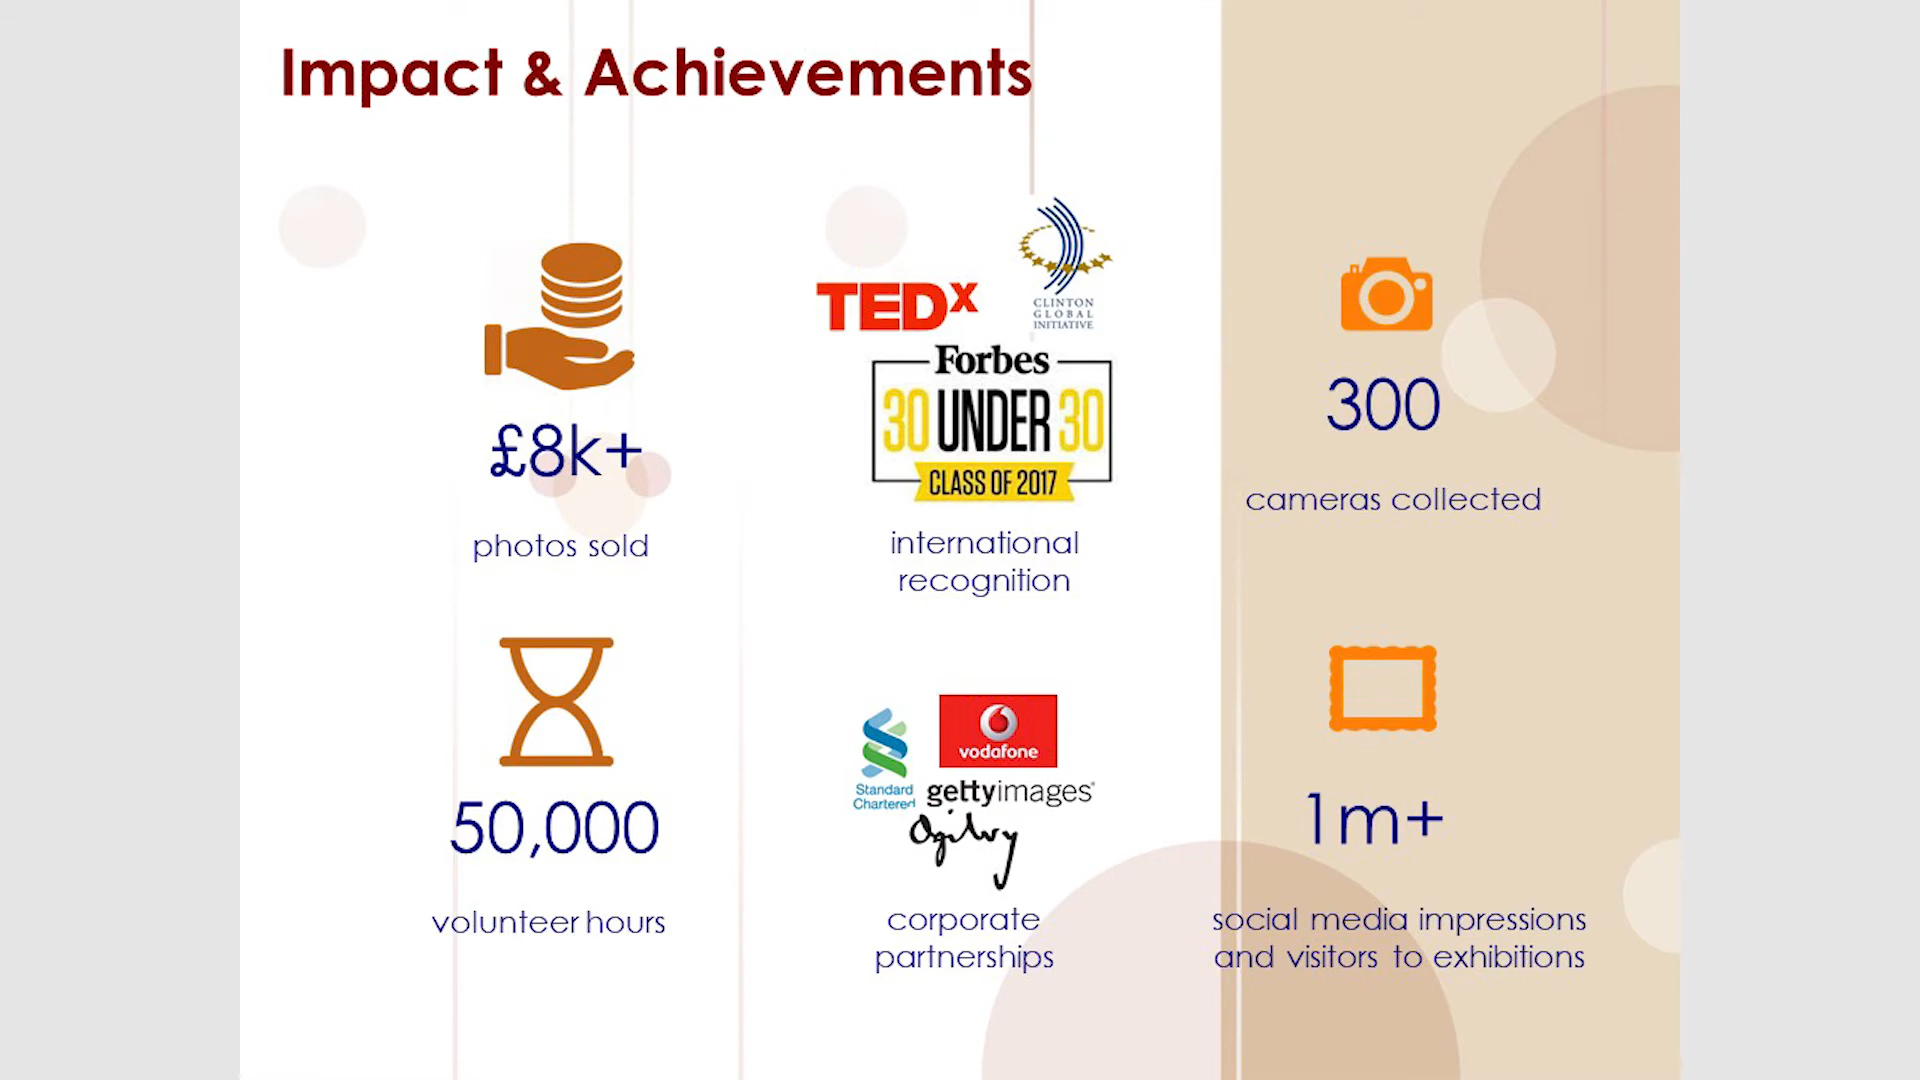 Impact & Achievements
£8k+
photos sold
TEDx
CLINTON
GLOBAL
INITIATIVE
Forbes
30 UNDER 30
CLASS OF 2017
international
recognition
300
cameras collected
50,000
volunteer hours
Standard
Chartered
vodafone
gettyimages®
Ogilvy
corporate
partnerships
1m+
social media impressions
and visitors to exhibitions